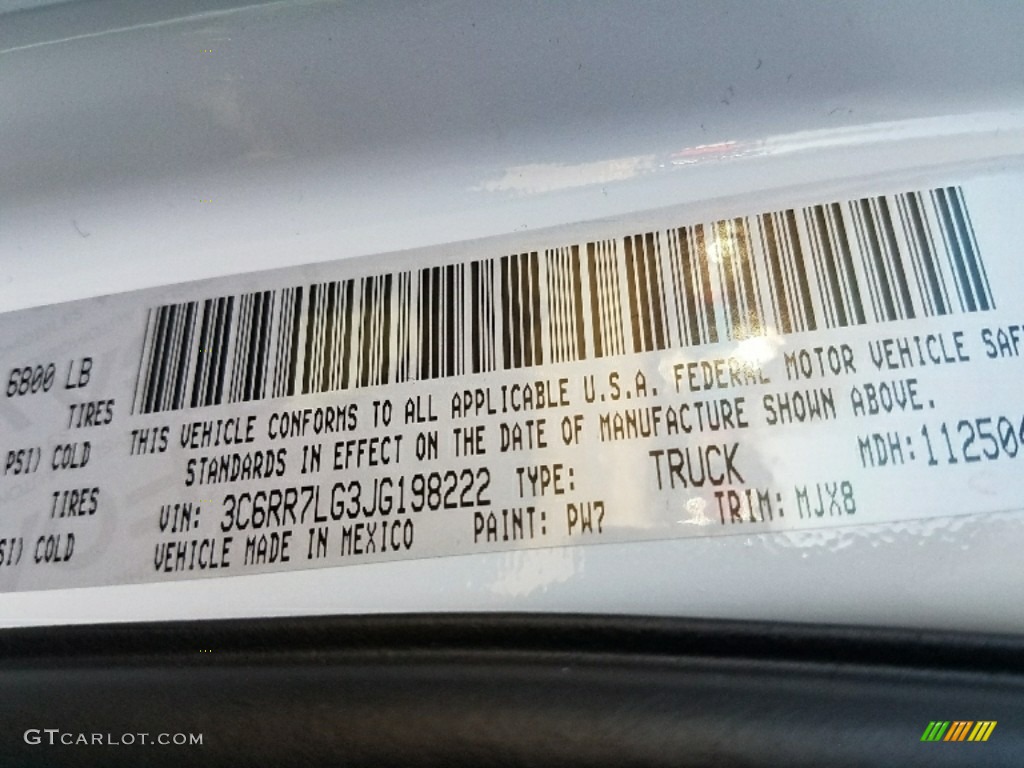 6800 LB
TIRES
PSI) COLD
TIRES
SI) COLD
THIS VEHICLE CONFORMS TO ALL APPLICABLE U.S.A. FEDERAL MOTOR VEHICLE SAF
STANDARDS IN EFFECT ON THE DATE OF MANUFACTURE SHOWN ABOVE.
VIN: 3C6RR7LG3JG198222 TYPE: TRUCK MDH:112504
VEHICLE MADE IN MEXICO PAINT: PW7 TRIM: MJX8
GTCARLOT.COM